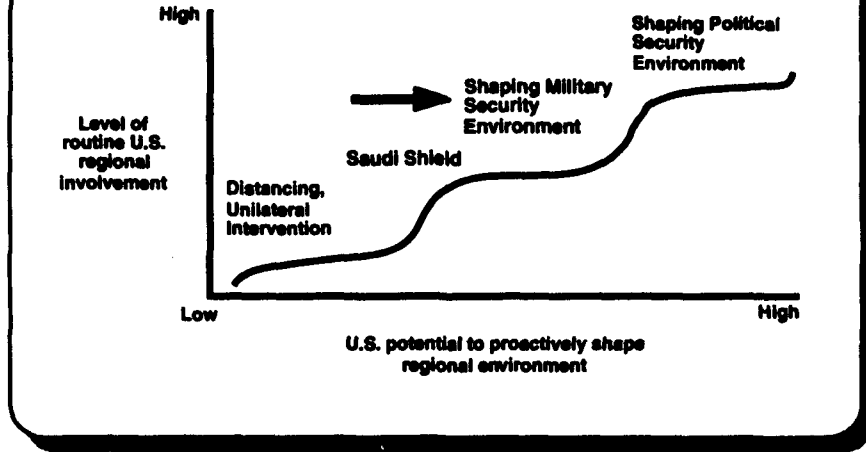 High
Shaping Political
Security
Environment
Shaping Military
Security
Environment
Level of
routine U.S.
regional
involvement
Saudi Shield
Distancing,
Unilateral
Intervention
Low
High
U.S. potential to proactively shape
regional environment